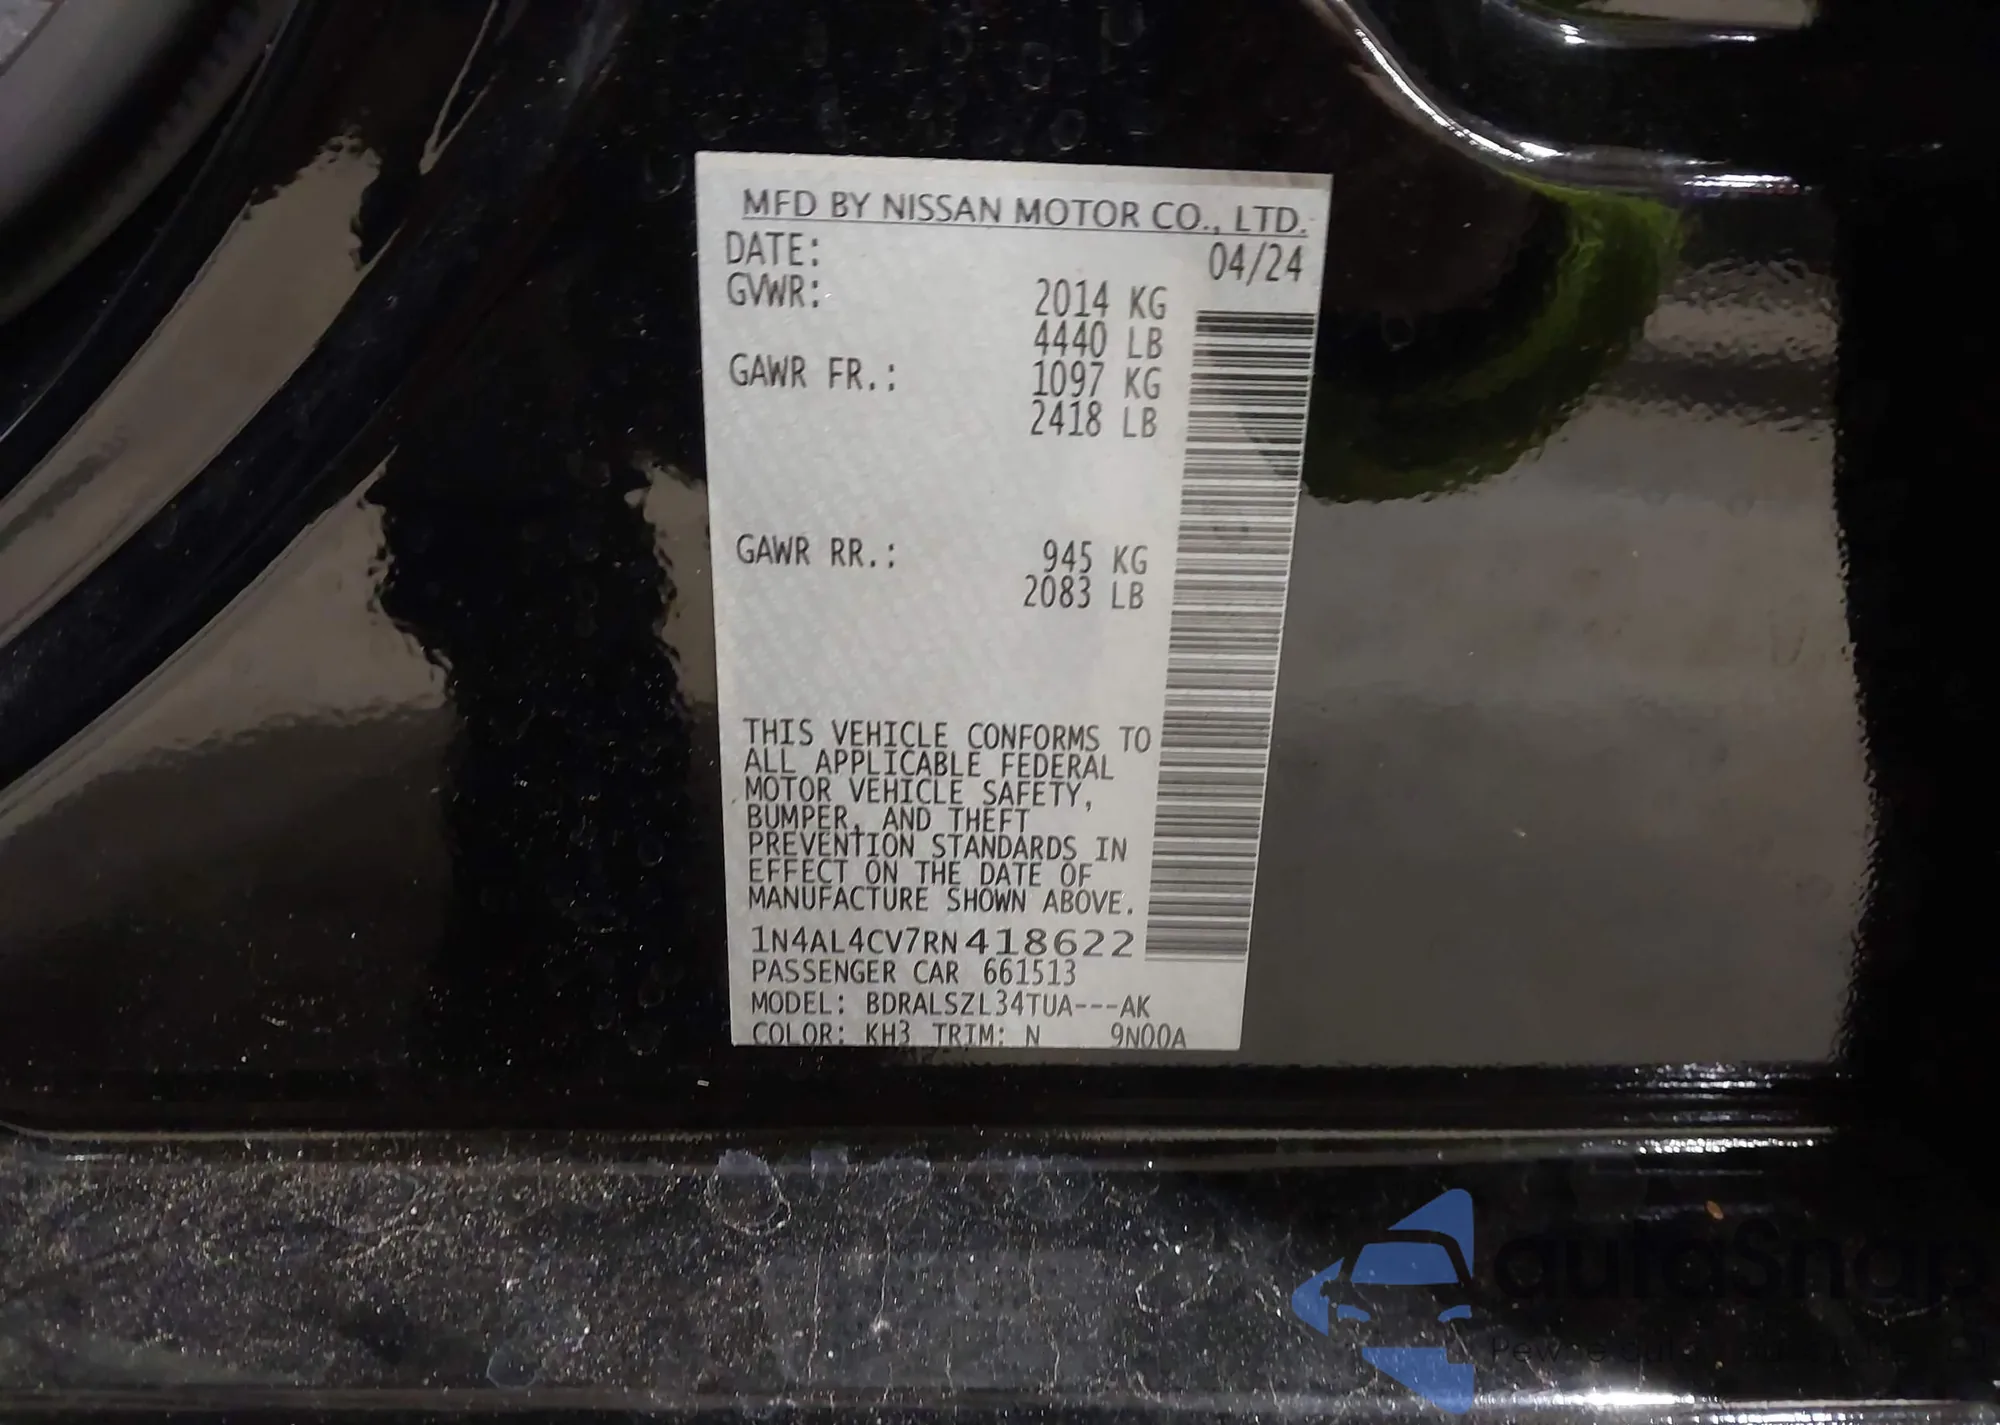 MFD BY NISSAN MOTOR CO., LTD.
DATE: 04/24
GVWR: 2014 KG
4440 LB
GAWR FR.: 1097 KG
2418 LB
GAWR RR.: 945 KG
2083 LB
THIS VEHICLE CONFORMS TO
ALL APPLICABLE FEDERAL
MOTOR VEHICLE SAFETY,
BUMPER, AND THEFT
PREVENTION STANDARDS IN
EFFECT ON THE DATE OF
MANUFACTURE SHOWN ABOVE.
1N4AL4CV7RN418622
PASSENGER CAR 661513
MODEL: BDRALSZL34TUA---AK
COLOR: KH3 TRIM: N 9N00A
autaSnap